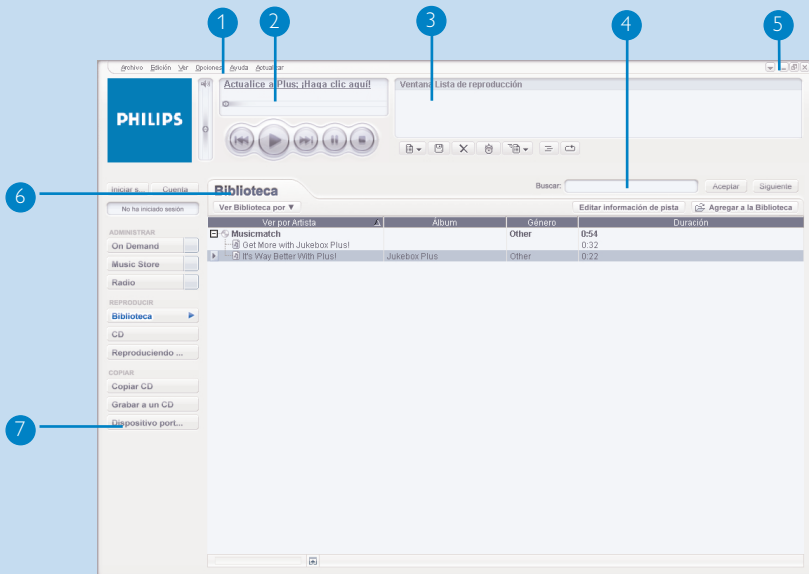 1
2
3
4
5
Archivo Edición Ver Opciones Ayuda Actualizar
Actualice a Plus: ¡Haga clic aquí!
Ventana Lista de reproducción
PHILIPS
6
Iniciar s... Cuenta
Biblioteca
Buscar: Aceptar Siguiente
No ha iniciado sesión
Ver Biblioteca por ▼
Editar información de pista Agregar a la Biblioteca
Ver por Artista Álbum Género Duración
Musicmatch Other 0:54
Get More with Jukebox Plus! 0:32
It's Way Better With Plus! Jukebox Plus Other 0:22
ADMINISTRAR
On Demand
Music Store
Radio
REPRODUCIR
Biblioteca
CD
Reproduciendo ...
COPIAR
Copiar CD
Grabar a un CD
7
Dispositivo port...